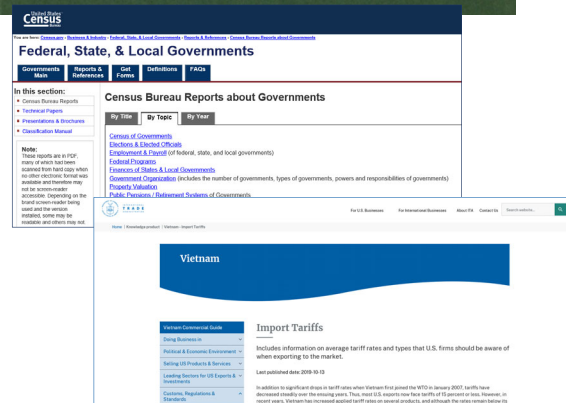 United States
Census
Bureau
You are here: Census.gov › Business & Industry › Federal, State, & Local Governments › Reports & References › Census Bureau Reports about Governments
Federal, State, & Local Governments
Governments Main
Reports & References
Get Forms
Definitions
FAQs
In this section:
Census Bureau Reports
Technical Papers
Presentations & Brochures
Classification Manual
Note:
These reports are in PDF,
many of which had been
scanned from hard copy when
no other electronic format was
available and therefore may
not be screen-reader
accessible. Depending on the
brand screen-reader being
used and the version
installed, some may be
readable and others may not
Census Bureau Reports about Governments
By Title
By Topic
By Year
Census of Governments
Elections & Elected Officials
Employment & Payroll (of federal, state, and local governments)
Federal Programs
Finances of States & Local Governments
Government Organization (includes the number of governments, types of governments, powers and responsibilities of governments)
Property Valuation
Public Pensions / Retirement Systems of Governments
TRADE
For U.S. Businesses
For International Businesses
About ITA
Contact Us
Search website...
Home | Knowledge product | Vietnam - Import Tariffs
Vietnam
Vietnam Commercial Guide
Doing Business in
Political & Economic Environment
Selling US Products & Services
Leading Sectors for US Exports &
Investments
Customs, Regulations &
Standards
Import Tariffs
Includes information on average tariff rates and types that U.S. firms should be aware of
when exporting to the market.
Last published date: 2019-10-13
In addition to significant drops in tariff rates when Vietnam first joined the WTO in January 2007, tariffs have
decreased steadily over the ensuing years. Thus, most U.S. exports now face tariffs of 15 percent or less. However, in
recent years, Vietnam has increased applied tariff rates on several products, and although the rates remain below its